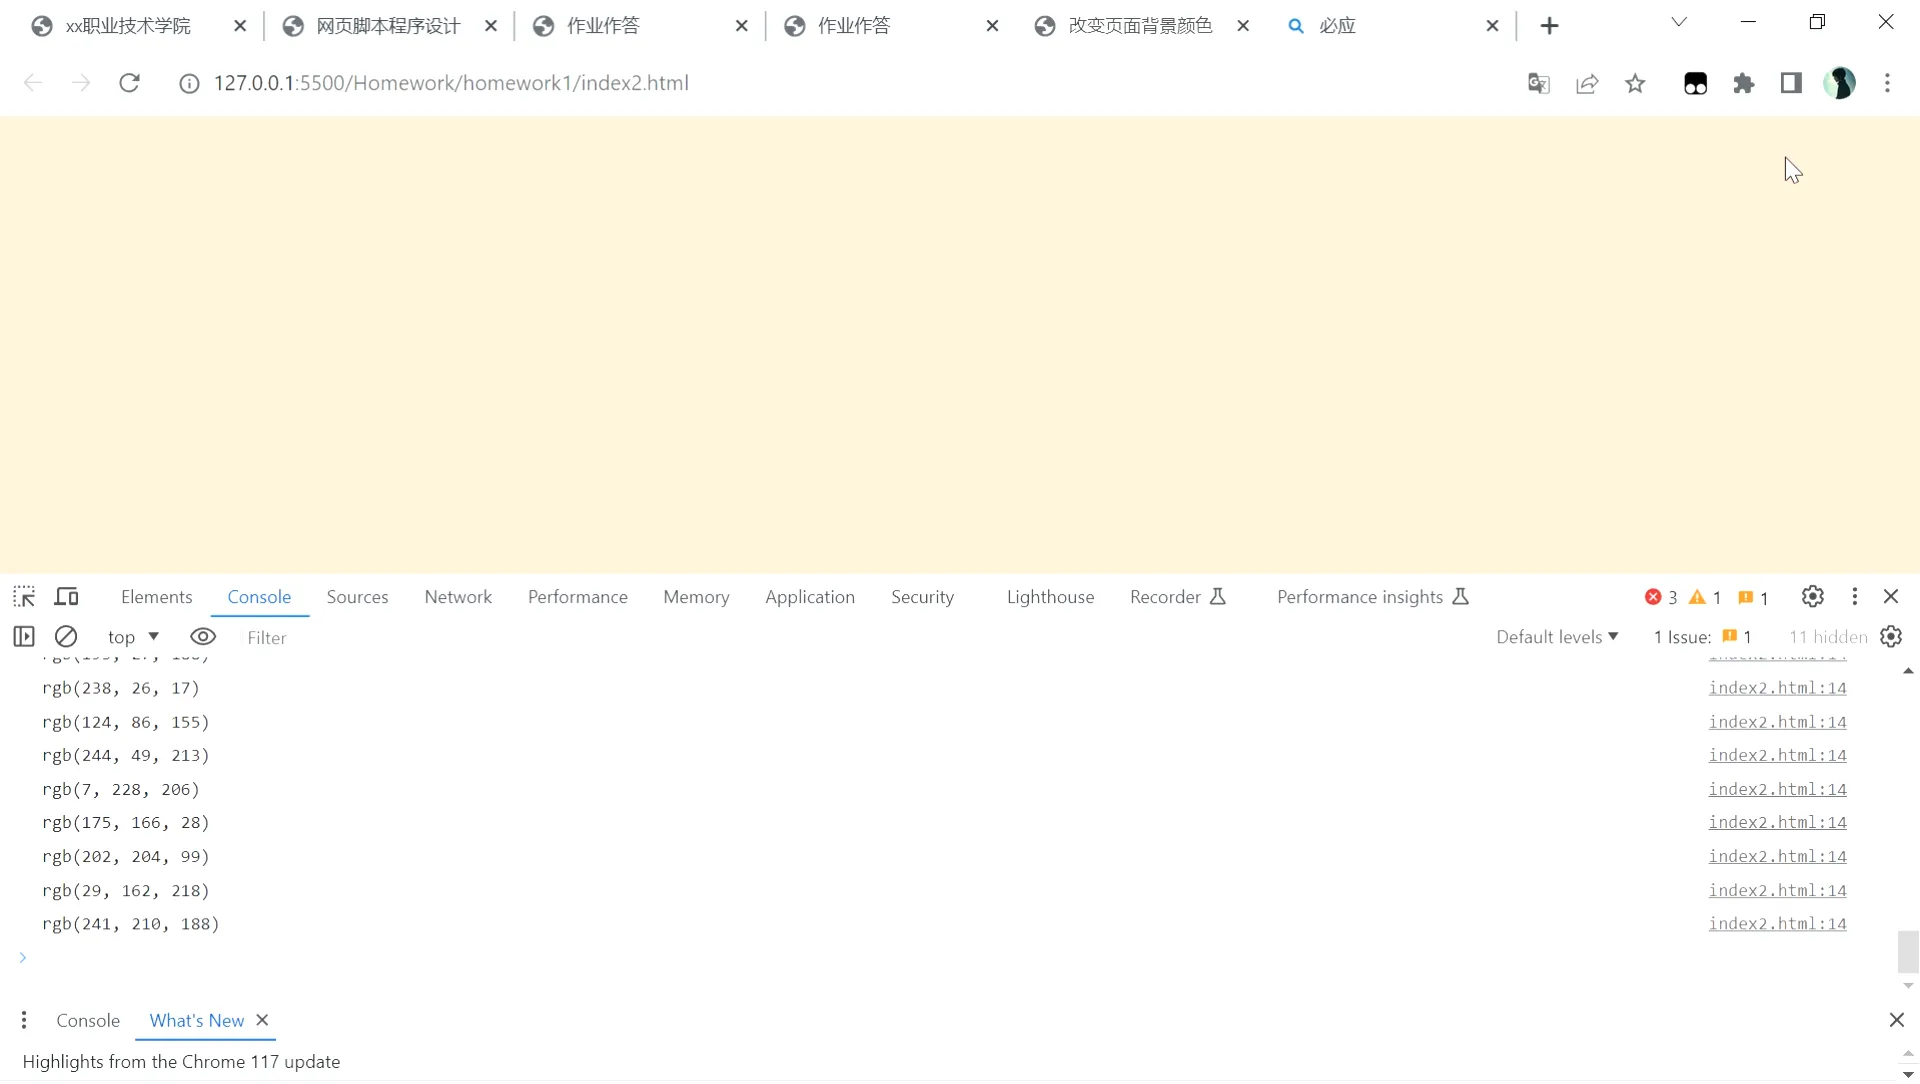 xx职业技术学院
网页脚本程序设计
作业作答
作业作答
改变页面背景颜色
必应
127.0.0.1:5500/Homework/homework1/index2.html
Elements Console Sources Network Performance Memory Application Security Lighthouse Recorder Performance insights 3 1 1
top Filter Default levels 1 Issue: 1 11 hidden
rgb(238, 26, 17) index2.html:14
rgb(124, 86, 155) index2.html:14
rgb(244, 49, 213) index2.html:14
rgb(7, 228, 206) index2.html:14
rgb(175, 166, 28) index2.html:14
rgb(202, 204, 99) index2.html:14
rgb(29, 162, 218) index2.html:14
rgb(241, 210, 188) index2.html:14
Console What's New
Highlights from the Chrome 117 update